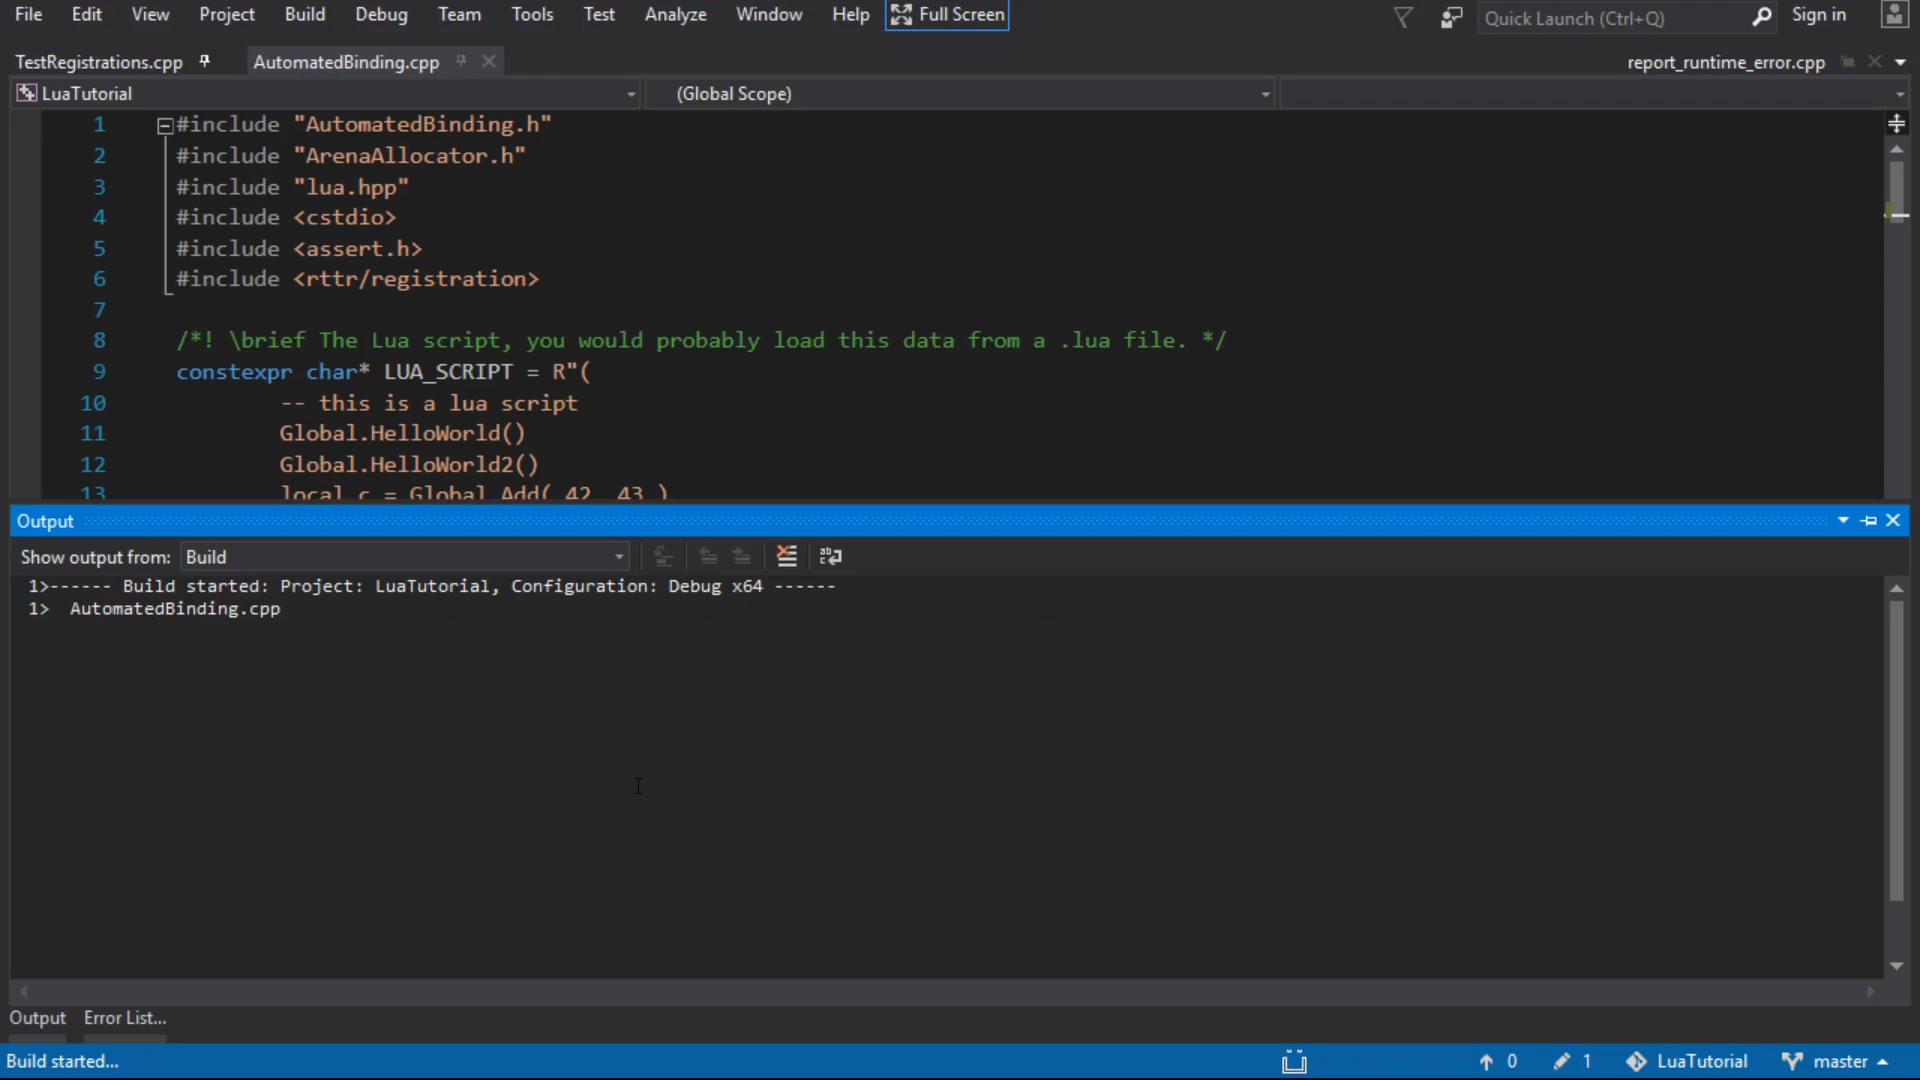 File Edit View Project Build Debug Team Tools Test Analyze Window Help Full Screen Quick Launch (Ctrl+Q) Sign in
TestRegistrations.cpp AutomatedBinding.cpp report_runtime_error.cpp
LuaTutorial (Global Scope)
1 #include "AutomatedBinding.h"
2 #include "ArenaAllocator.h"
3 #include "lua.hpp"
4 #include <cstdio>
5 #include <assert.h>
6 #include <rttr/registration>
7
8 /*! \brief The Lua script, you would probably load this data from a .lua file. */
9 constexpr char* LUA_SCRIPT = R"(
10 -- this is a lua script
11 Global.HelloWorld()
12 Global.HelloWorld2()
13 local c = Global.Add( 42, 43 )
Output
Show output from: Build
1>------ Build started: Project: LuaTutorial, Configuration: Debug x64 ------
1> AutomatedBinding.cpp
Output Error List...
Build started... 0 1 LuaTutorial master